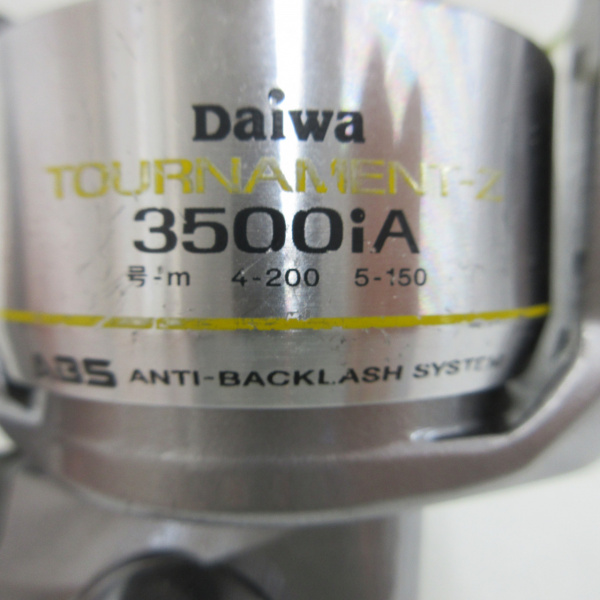 Daiwa
TOURNAMENT-Z
3500iA
号-m 4-200 5-150
ABS ANTI-BACKLASH SYSTEM